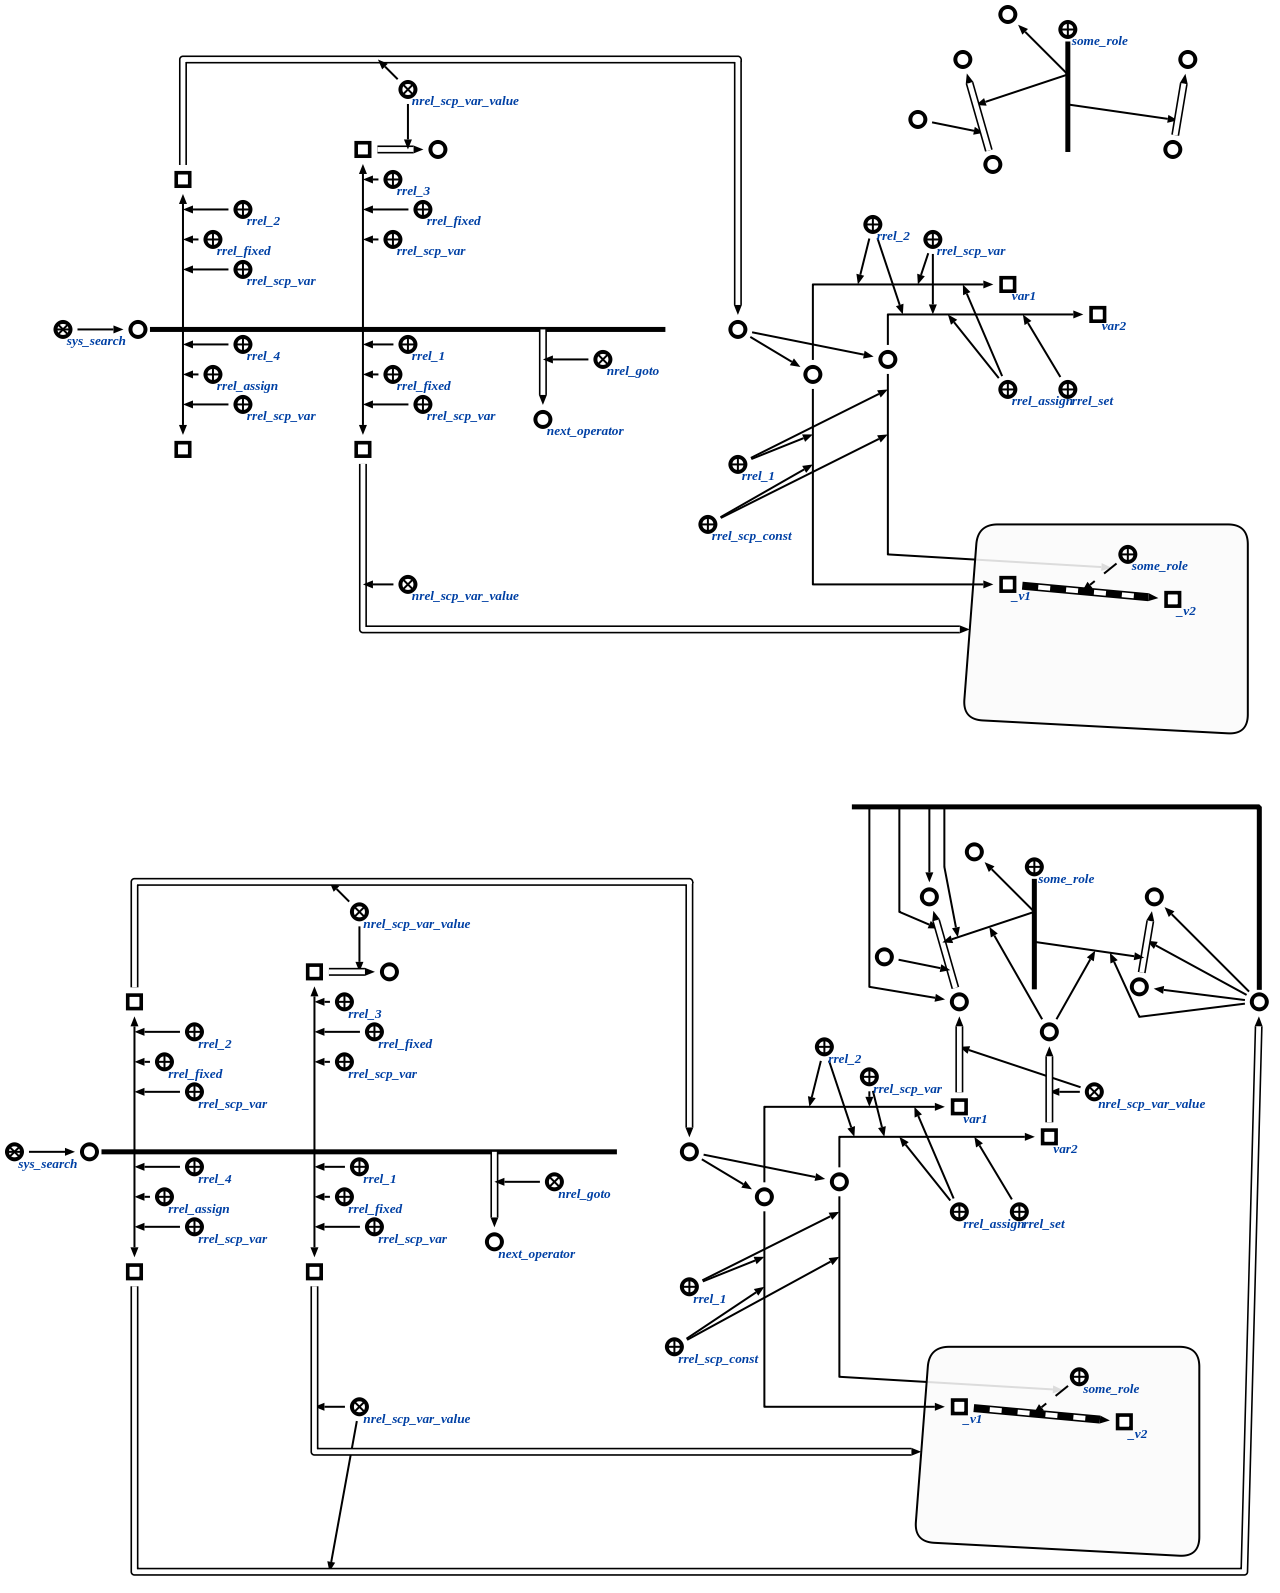 some_role
nrel_scp_var_value
rrel_3
rrel_2
rrel_fixed
rrel_fixed
rrel_scp_var
rrel_2
rrel_scp_var
rrel_scp_var
var1
var2
sys_search
rrel_4
rrel_1
nrel_goto
rrel_assign
rrel_fixed
rrel_assign
rrel_set
rrel_scp_var
rrel_scp_var
next_operator
rrel_1
rrel_scp_const
some_role
nrel_scp_var_value
_v1
_v2
some_role
nrel_scp_var_value
rrel_3
rrel_2
rrel_fixed
rrel_2
rrel_fixed
rrel_scp_var
rrel_scp_var
rrel_scp_var
nrel_scp_var_value
var1
var2
sys_search
rrel_4
rrel_1
nrel_goto
rrel_assign
rrel_fixed
rrel_assign
rrel_set
rrel_scp_var
rrel_scp_var
next_operator
rrel_1
rrel_scp_const
some_role
nrel_scp_var_value
_v1
_v2